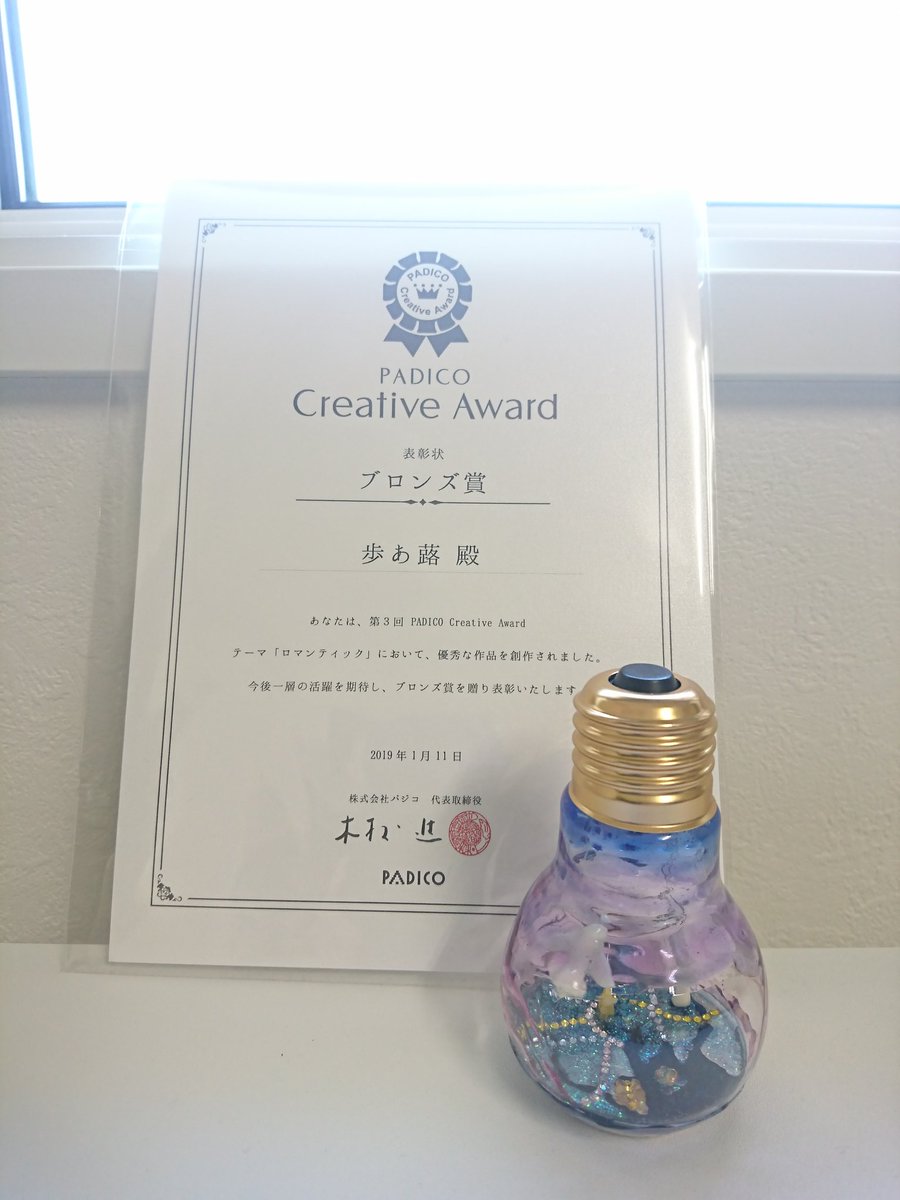 PADICO
Creative Award
PADICO
Creative Award
表彰状
ブロンズ賞
歩あ蕗 殿
あなたは、第3回 PADICO Creative Award
テーマ「ロマンティック」において、優秀な作品を創作されました。
今後一層の活躍を期待し、ブロンズ賞を贈り表彰いたします
2019年1月11日
株式会社パジコ 代表取締役
PADICO